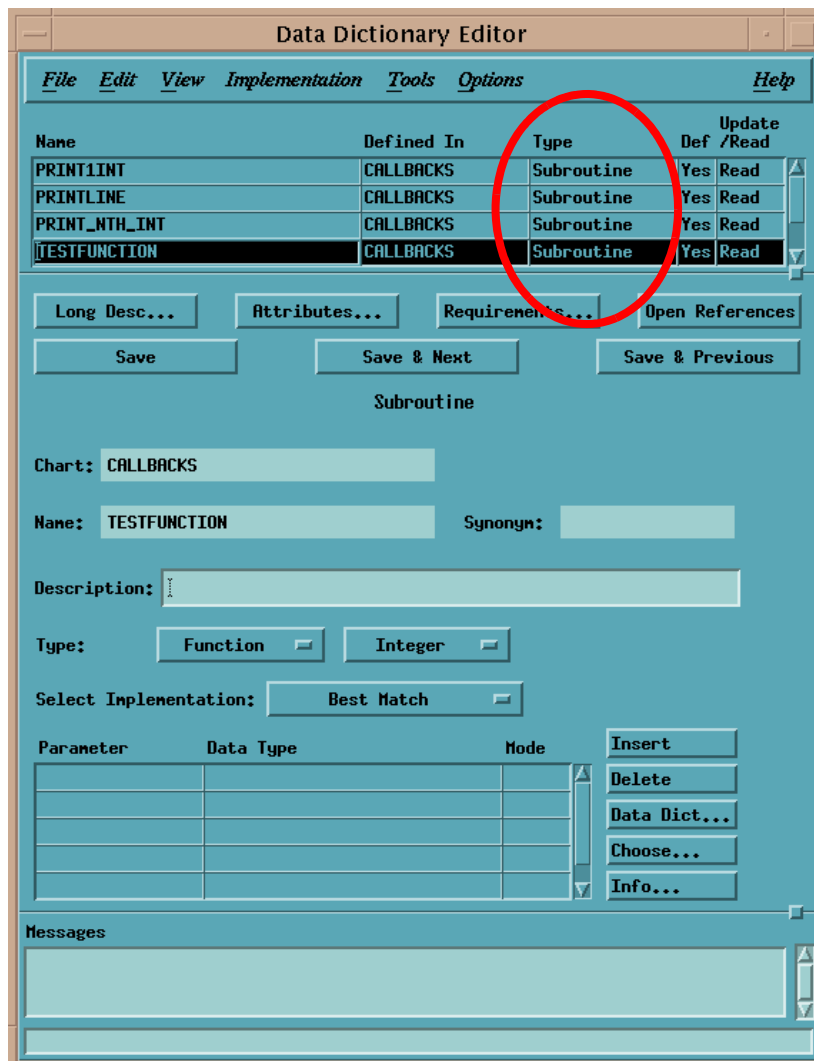 Data Dictionary Editor
File Edit View Implementation Tools Options Help
Update
Name Defined In Type Def /Read
PRINT1INT CALLBACKS Subroutine Yes Read
PRINTLINE CALLBACKS Subroutine Yes Read
PRINT_NTH_INT CALLBACKS Subroutine Yes Read
TESTFUNCTION CALLBACKS Subroutine Yes Read
Long Desc... Attributes... Requirements... Open References
Save Save & Next Save & Previous
Subroutine
Chart: CALLBACKS
Name: TESTFUNCTION Synonym:
Description:
Type: Function Integer
Select Implementation: Best Match
Parameter Data Type Mode Insert
Delete
Data Dict...
Choose...
Info...
Messages